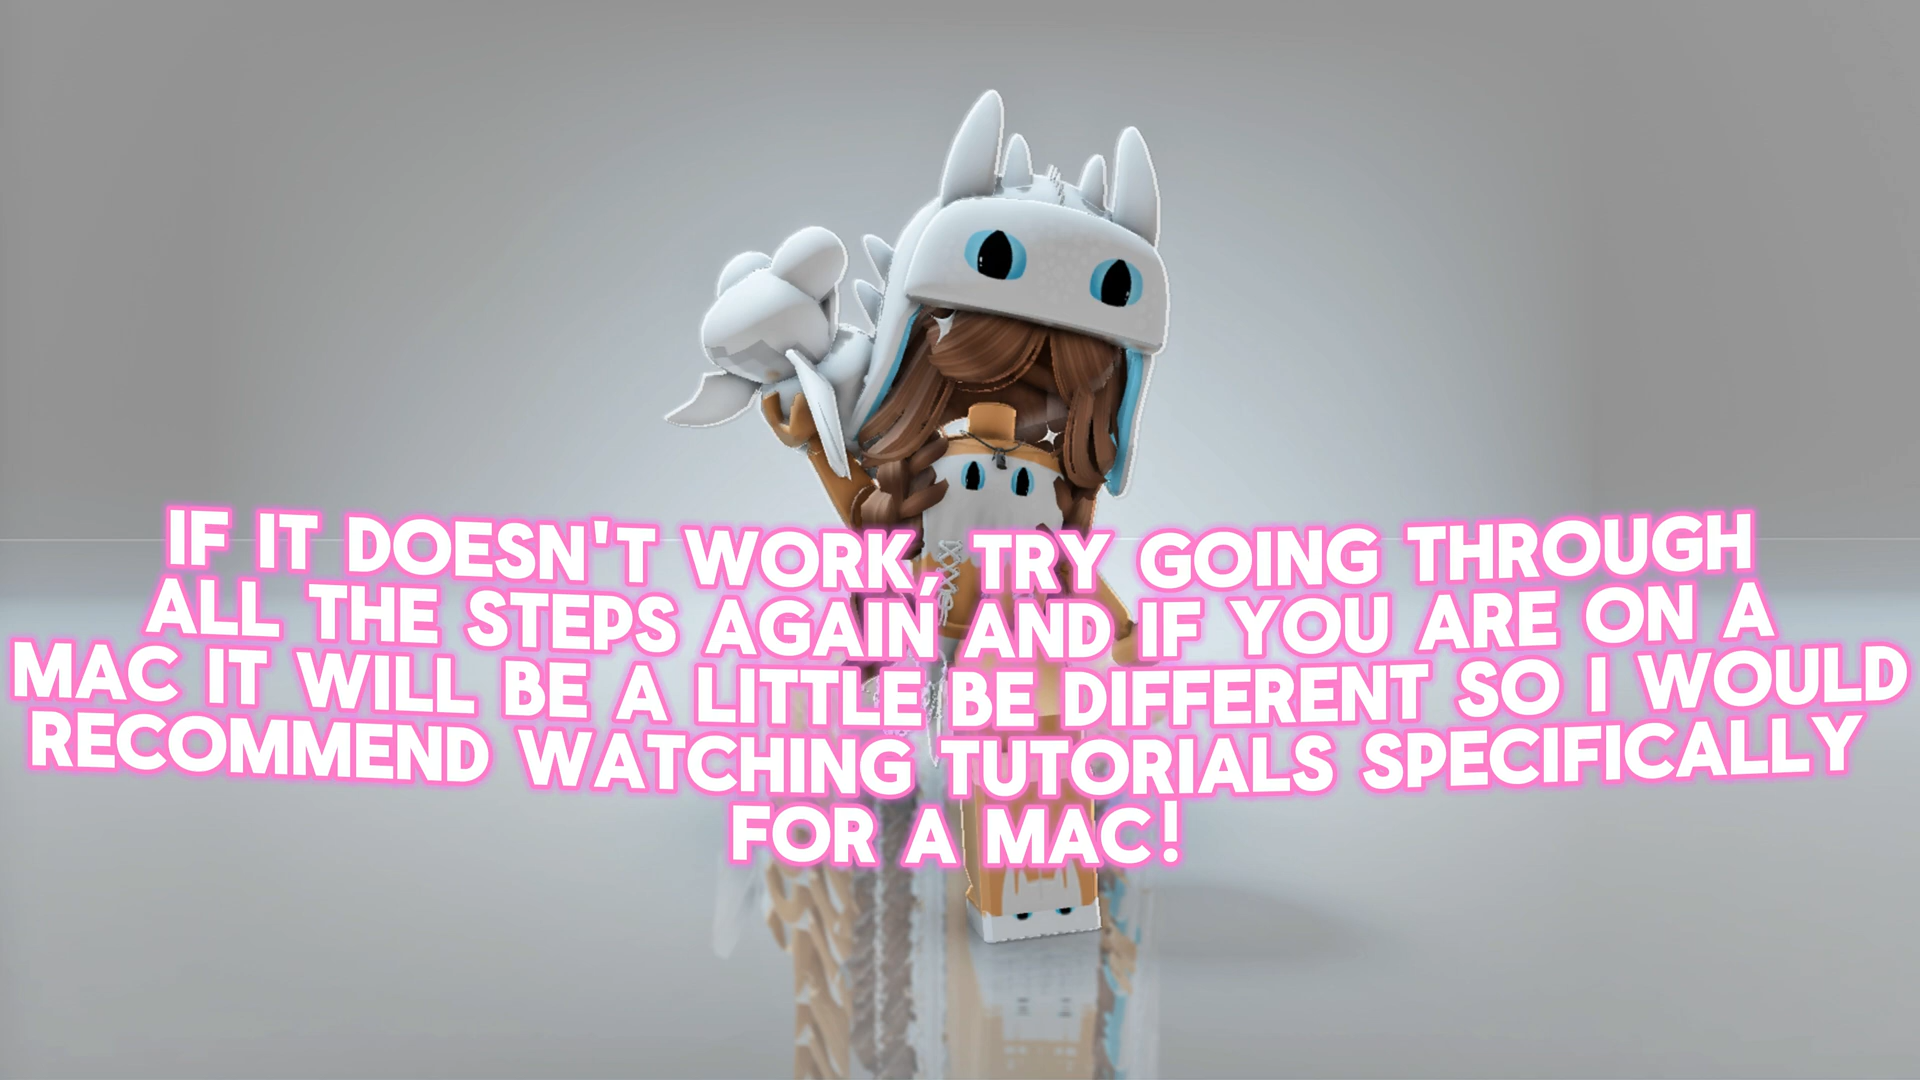 IF IT DOESN'T WORK, TRY GOING THROUGH
ALL THE STEPS AGAIN AND IF YOU ARE ON A
MAC IT WILL BE A LITTLE BE DIFFERENT SO I WOULD
RECOMMEND WATCHING TUTORIALS SPECIFICALLY
FOR A MAC!